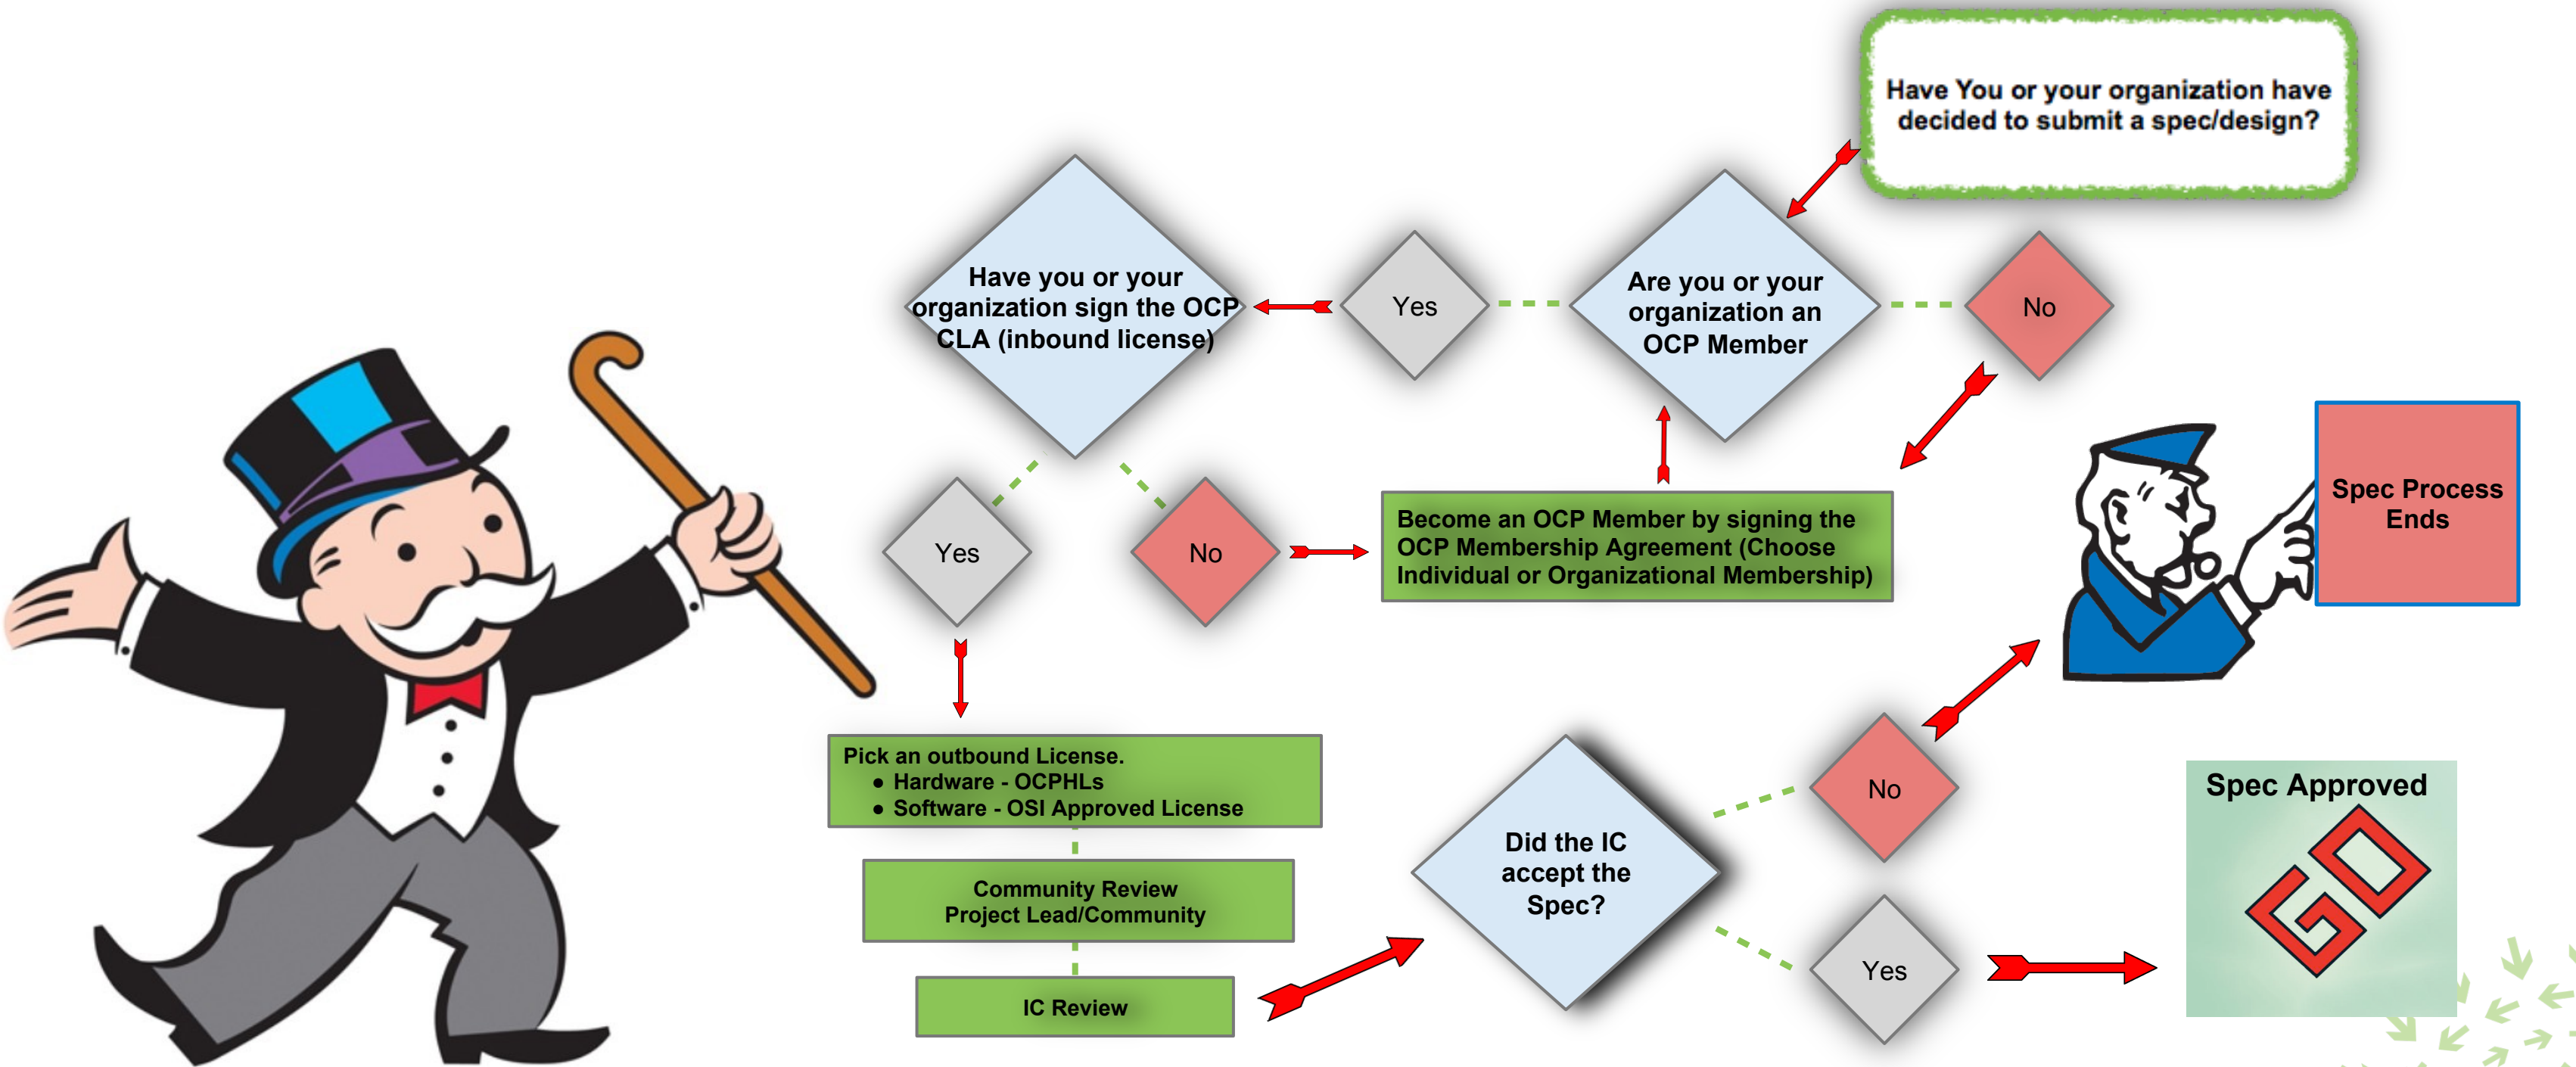 Have You or your organization have
decided to submit a spec/design?
Are you or your
organization an
OCP Member
No
Yes
Have you or your
organization sign the OCP
CLA (inbound license)
Yes
No
Become an OCP Member by signing the
OCP Membership Agreement (Choose
Individual or Organizational Membership)
Spec Process
Ends
Pick an outbound License.
● Hardware - OCPHLs
● Software - OSI Approved License
Community Review
Project Lead/Community
IC Review
Did the IC
accept the
Spec?
No
Yes
Spec Approved
GO